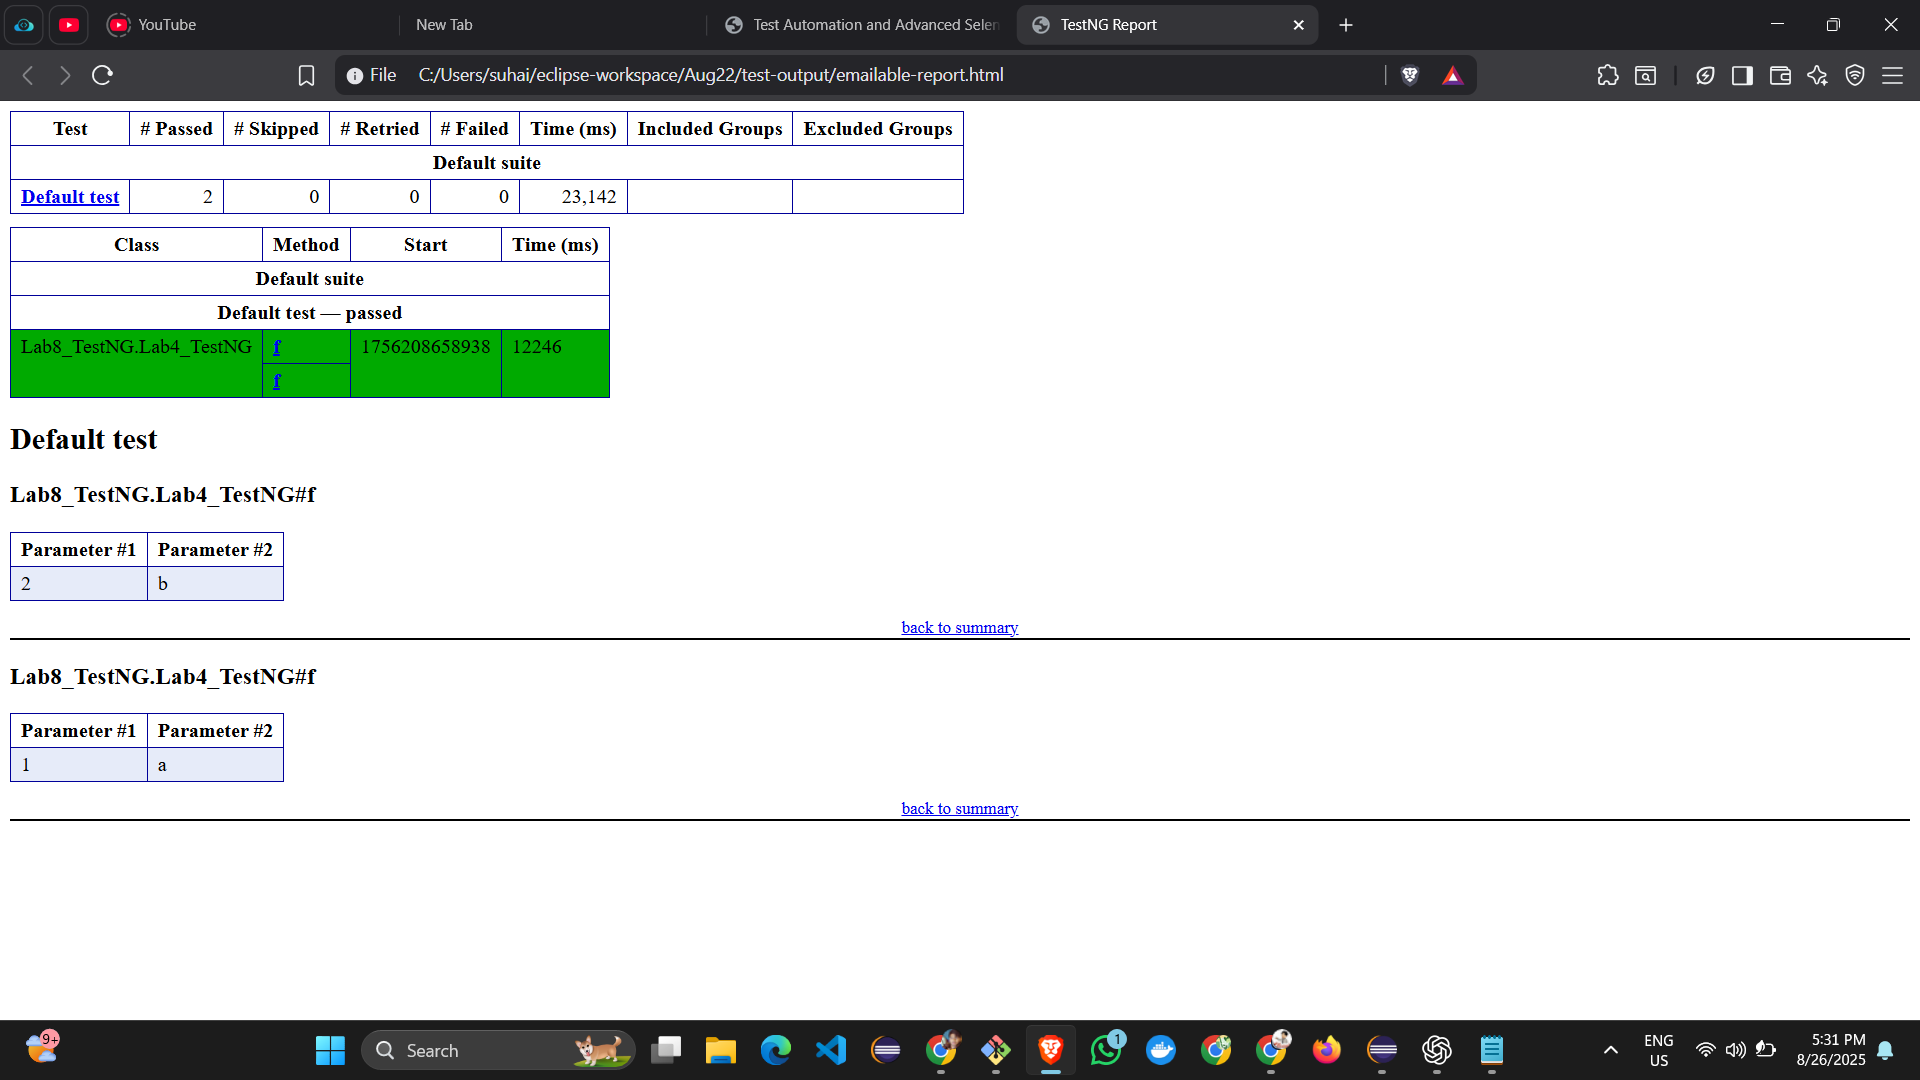 YouTube
New Tab
Test Automation and Advanced Selen
TestNG Report
File
C:/Users/suhai/eclipse-workspace/Aug22/test-output/emailable-report.html
Test # Passed # Skipped # Retried # Failed Time (ms) Included Groups Excluded Groups
Default suite
Default test 2 0 0 0 23,142
Class Method Start Time (ms)
Default suite
Default test — passed
Lab8_TestNG.Lab4_TestNG f 1756208658938 12246
f
Default test
Lab8_TestNG.Lab4_TestNG#f
Parameter #1 Parameter #2
2 b
back to summary
Lab8_TestNG.Lab4_TestNG#f
Parameter #1 Parameter #2
1 a
back to summary
9+
Search
1
ENG
US
5:31 PM
8/26/2025